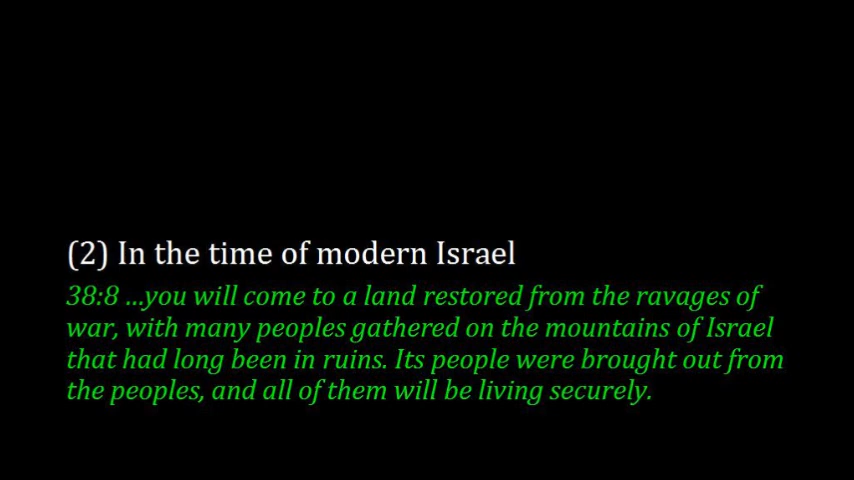 (2) In the time of modern Israel
38:8 ...you will come to a land restored from the ravages of
war, with many peoples gathered on the mountains of Israel
that had long been in ruins. Its people were brought out from
the peoples, and all of them will be living securely.